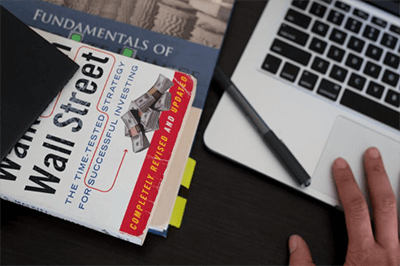 FUNDAMENTALS OF
Wall Street
THE TIME-TESTED STRATEGY
FOR SUCCESSFUL INVESTING
COMPLETELY REVISED AND UPDATED